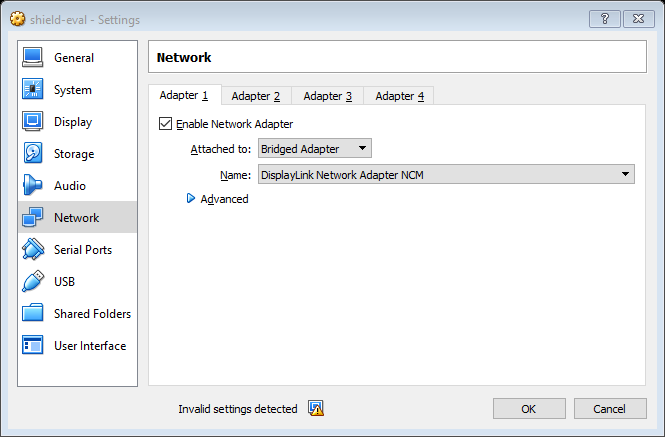 shield-eval - Settings
?
General
System
Display
Storage
Audio
Network
Serial Ports
USB
Shared Folders
User Interface
Network
Adapter 1 Adapter 2 Adapter 3 Adapter 4
Enable Network Adapter
Attached to: Bridged Adapter
Name: DisplayLink Network Adapter NCM
Advanced
Invalid settings detected
OK Cancel